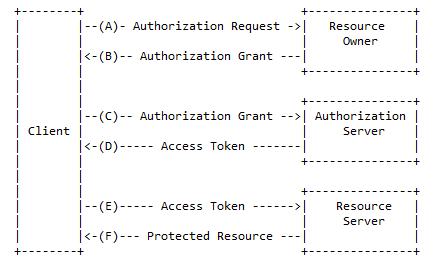 --(A)- Authorization Request ->
Resource
Owner
<-(B)-- Authorization Grant ---
--(C)-- Authorization Grant -->
Authorization
Client
Server
<-(D)----- Access Token -------
--(E)----- Access Token ------>
Resource
Server
<-(F)--- Protected Resource ---